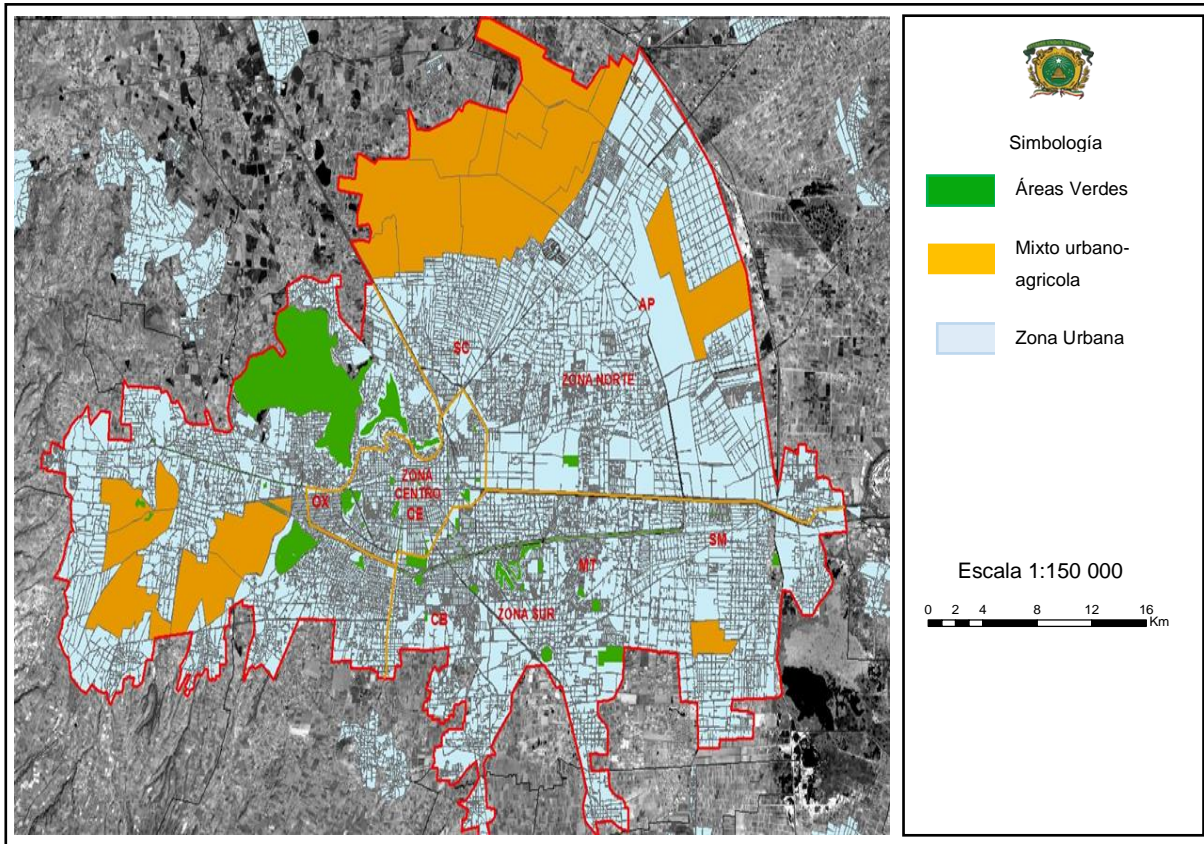 Simbología
Áreas Verdes
Mixto urbano-
agricola
Zona Urbana
Escala 1:150 000
0 2 4 8 12 16
Km
AP
SC
ZONA NORTE
ZONA
CENTRO
OX
CE
SM
MT
ZONA SUR
CB